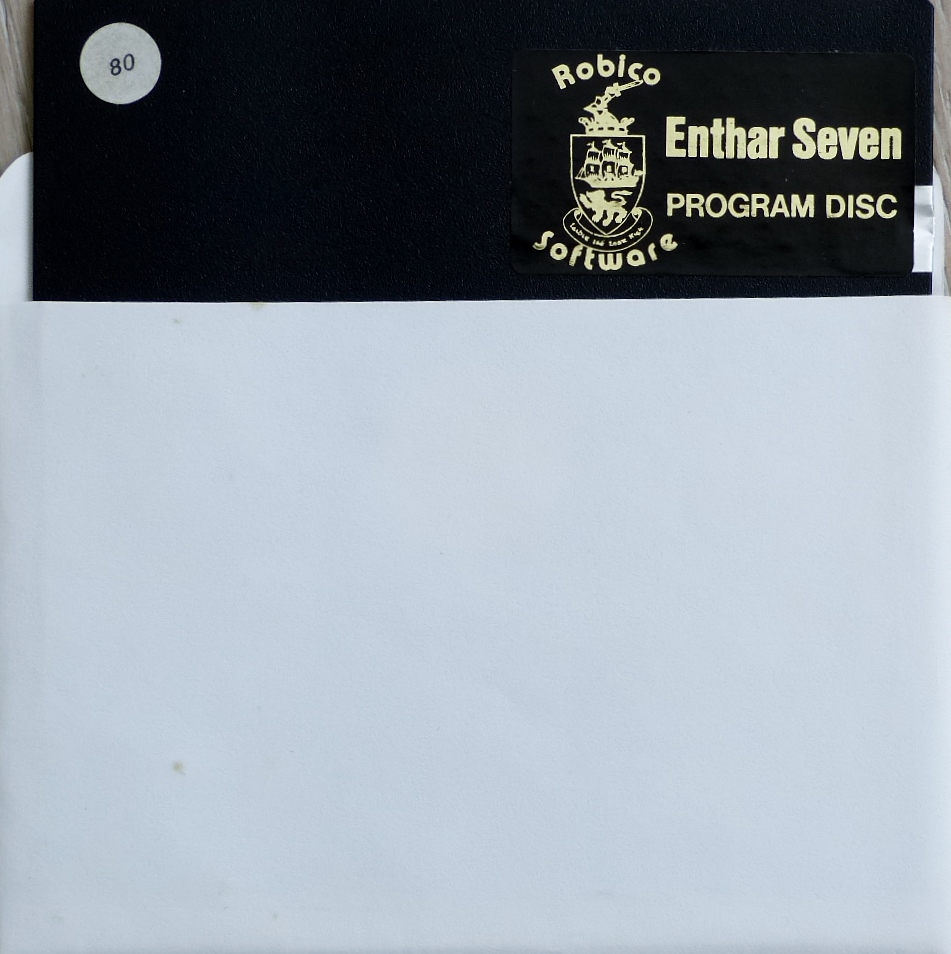 80
Robico
Enthar Seven
PROGRAM DISC
Software